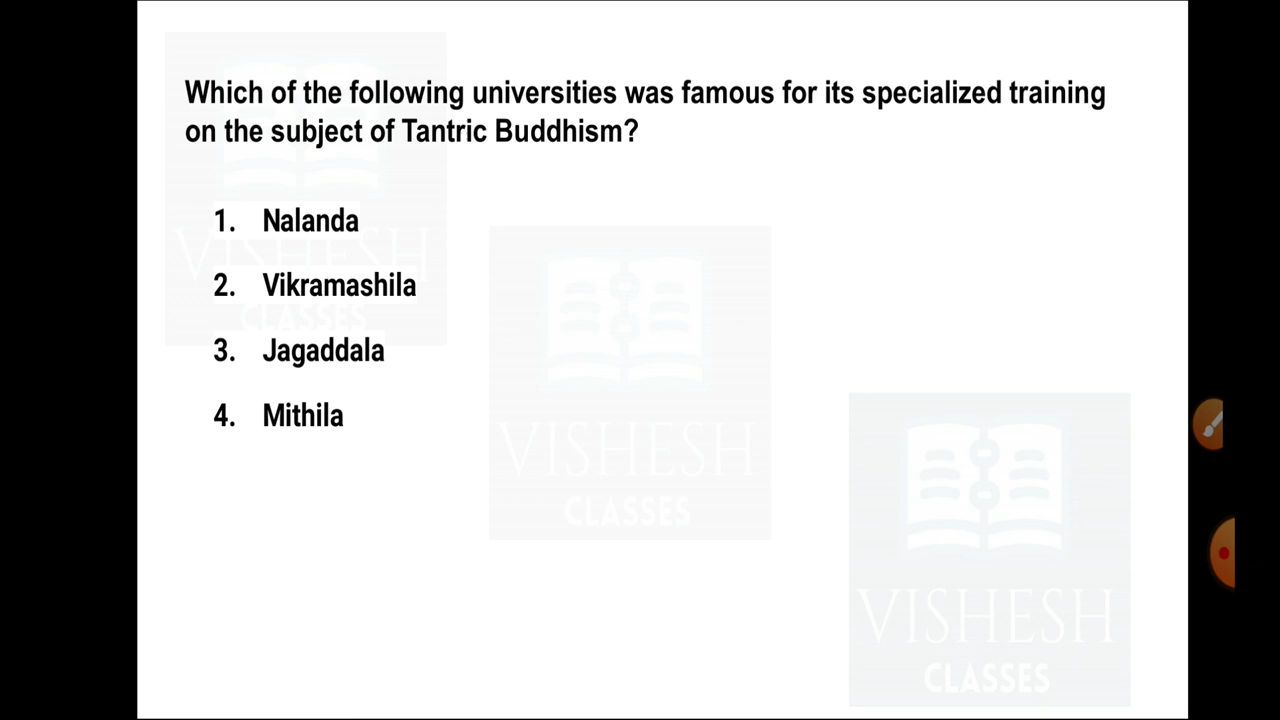 Which of the following universities was famous for its specialized training
on the subject of Tantric Buddhism?
1. Nalanda
2. Vikramashila
3. Jagaddala
4. Mithila
VISHESH
CLASSES
VISHESH
CLASSES
VISHESH
CLASSES